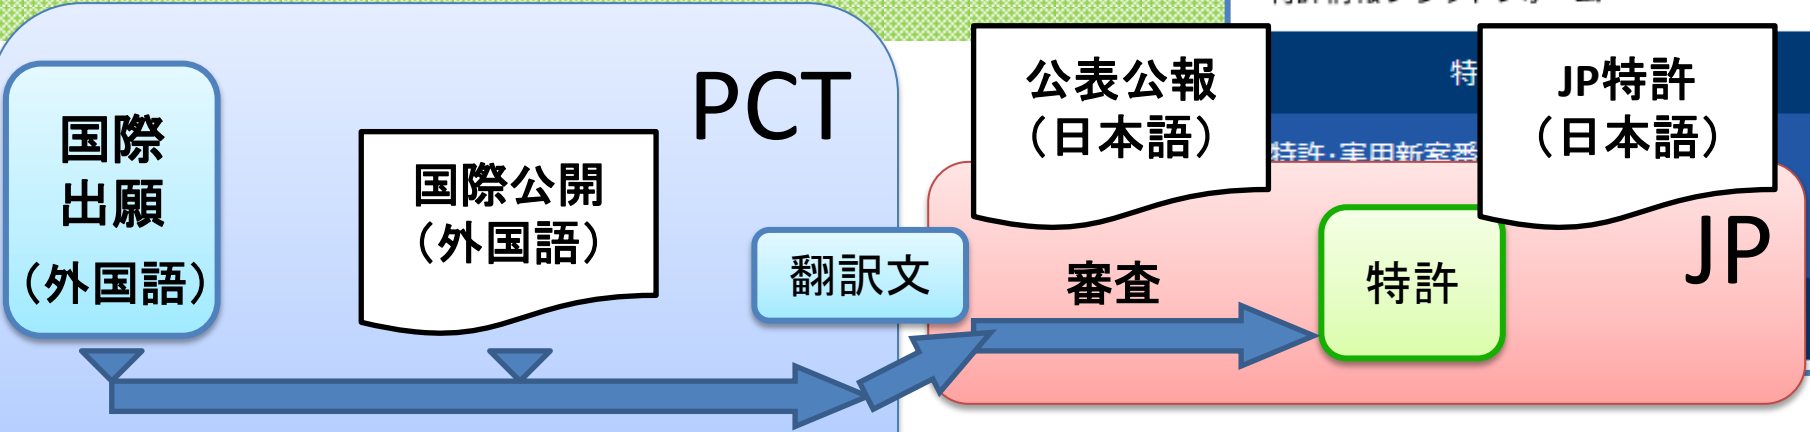 国際
出願
（外国語）
国際公開
（外国語）
PCT
翻訳文
公表公報
（日本語）
審査
特許
JP特許
（日本語）
JP
特
特許・実用新案番